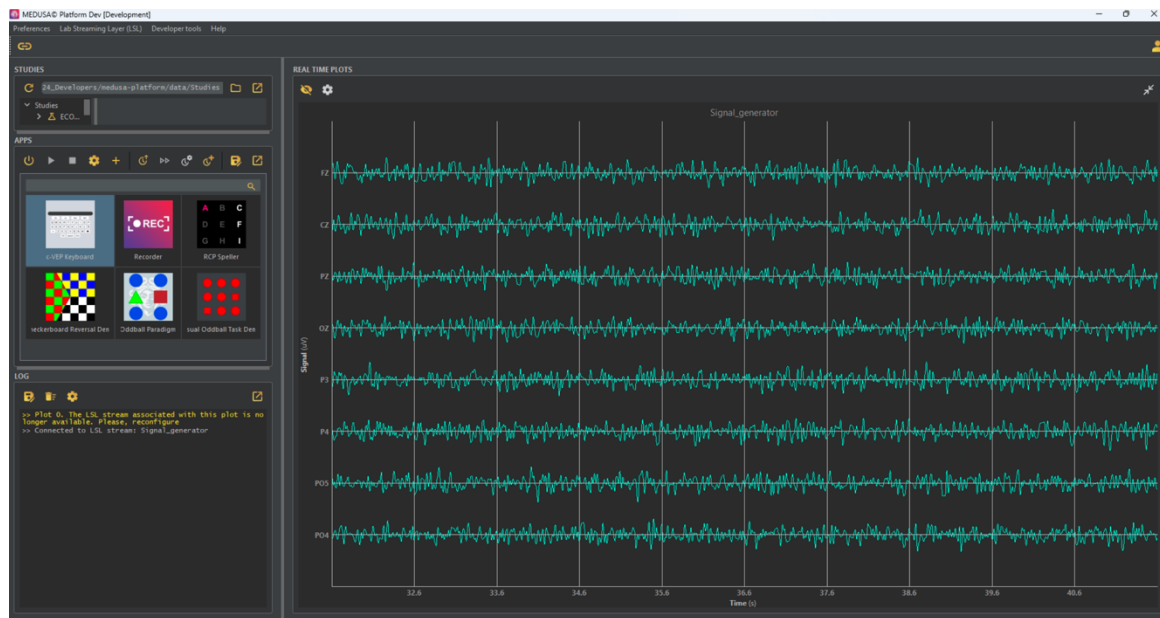 MEDUSA© Platform Dev [Development]
Preferences Lab Streaming Layer (LSL) Developer tools Help
STUDIES
24_Developers/medusa-platform/data/Studies
Studies
ECO...
APPS
REC
A B C
D E F
G H I
c-VEP Keyboard Recorder RCP Speller
eckerboard Reversal Den Oddball Paradigm sual Oddball Task Den
LOG
>> Plot 0. The LSL stream associated with this plot is no
longer available. Please, reconfigure
>> Connected to LSL stream: Signal_generator
REAL TIME PLOTS
Signal_generator
Signal (uV)
FZ
CZ
PZ
OZ
P3
P4
PO5
PO4
32.6 33.6 34.6 35.6 36.6 37.6 38.6 39.6 40.6
Time (s)